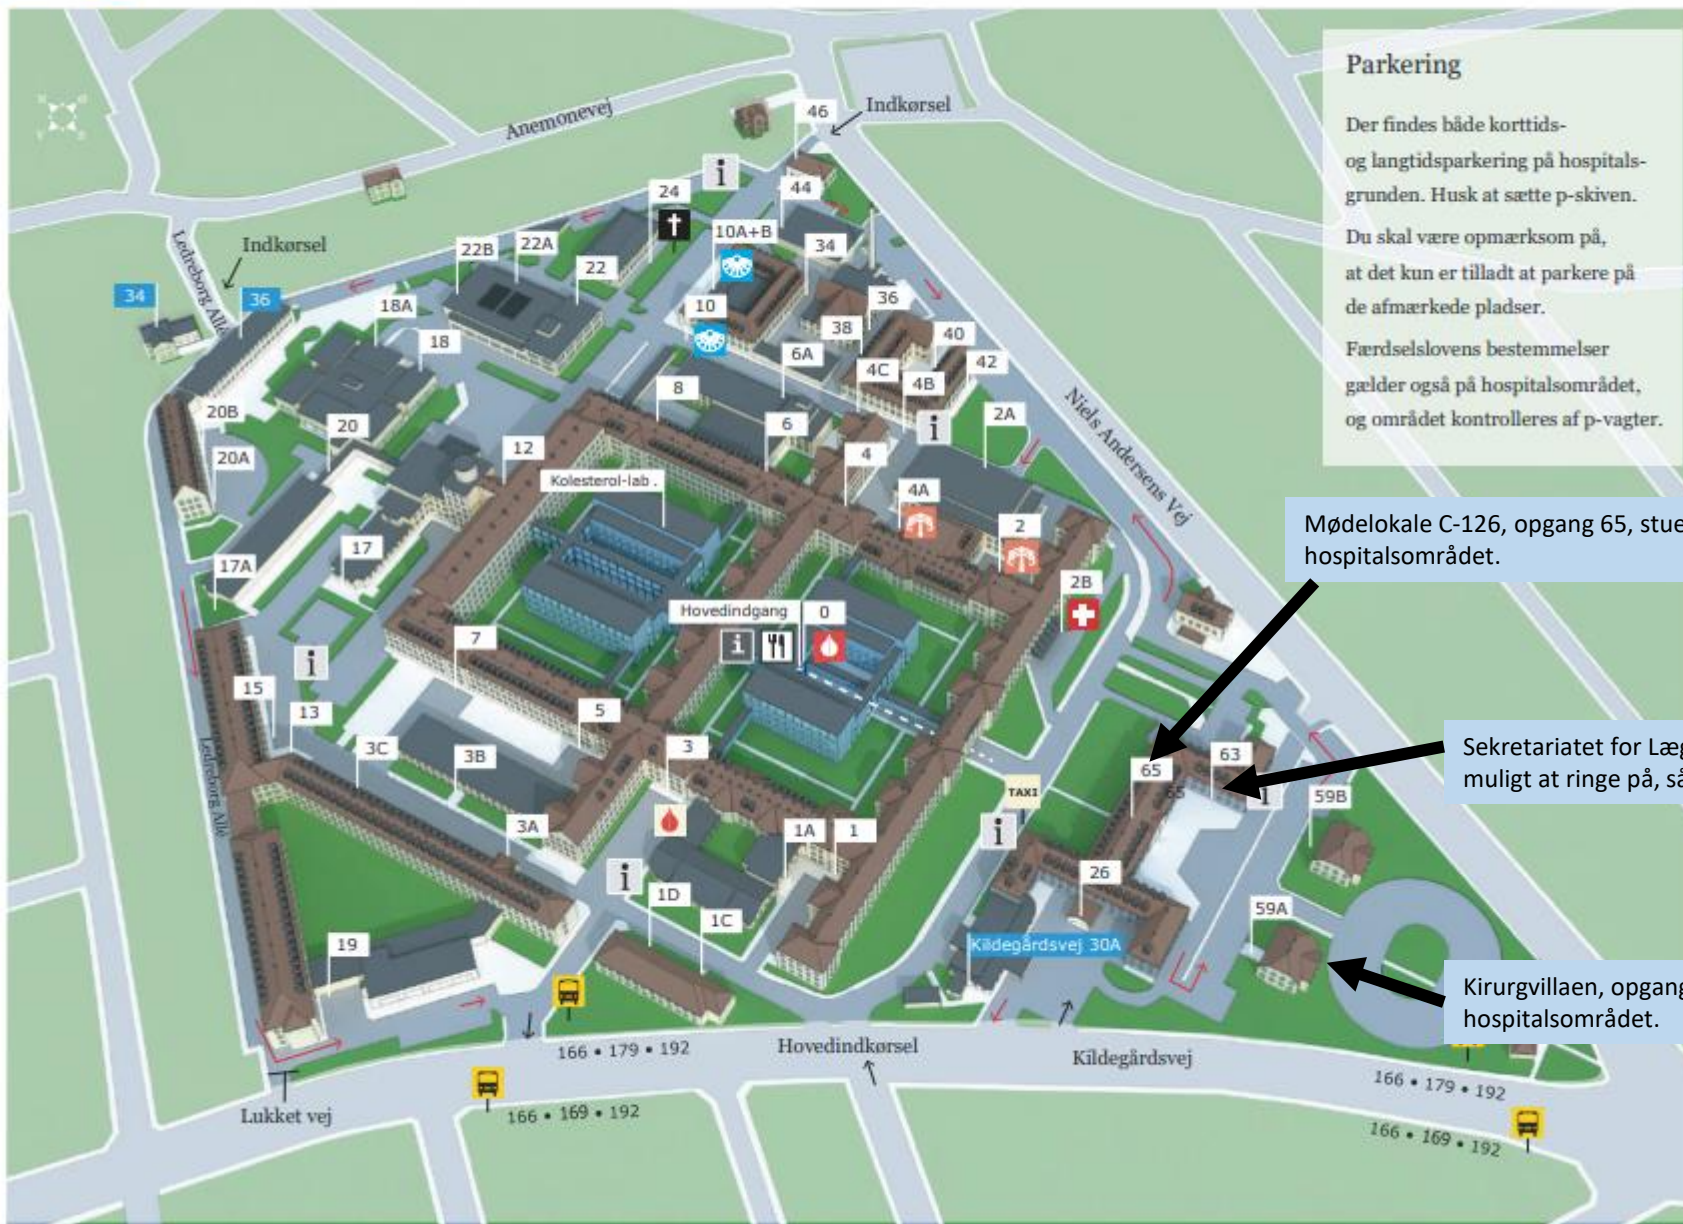 Parkering
Der findes både korttids-
og langtidsparkering på hospitals-
grunden. Husk at sætte p-skiven.
Du skal være opmærksom på,
at det kun er tilladt at parkere på
de afmærkede pladser.
Færdselslovens bestemmelser
gælder også på hospitalsområdet,
og området kontrolleres af p-vagter.
Indkørsel
46
Anemonevej
i
24
44
10A+B
34
22B
22A
22
Indkørsel
Ledreborg Allé
34
36
18A
18
10
36
38
40
6A
4C
42
4B
8
i
2A
20B
20
6
12
4
20A
Kolesterol-lab.
4A
Niels Andersens Vej
2
17
17A
2B
Hovedindgang
0
i
7
i
15
13
5
3C
3B
3
65
65
63
i
59B
TAXI
Ledreborg Allé
3A
1A
1
i
i
26
1D
1C
59A
19
Kildegårdsvej 30A
Mødelokale C-126, opgang 65, stue
hospitalsområdet.
Sekretariatet for Læg
muligt at ringe på, så
Kirurgvillaen, opgang
hospitalsområdet.
166 • 179 • 192
Hovedindkørsel
Kildegårdsvej
166 • 179 • 192
Lukket vej
166 • 169 • 192
166 • 169 • 192